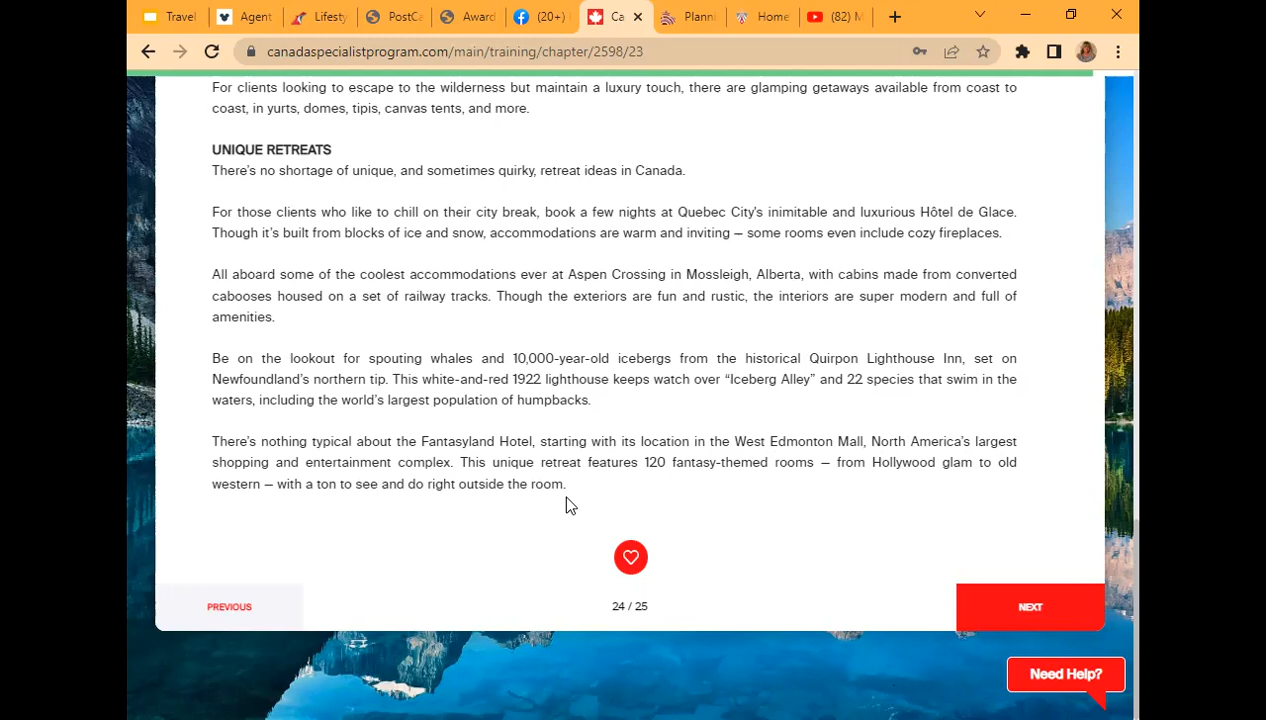 Travel
Agent
Lifesty
PostCa
Award
(20+)
Ca
Planni
Home
(82) M
canadaspecialistprogram.com/main/training/chapter/2598/23
For clients looking to escape to the wilderness but maintain a luxury touch, there are glamping getaways available from coast to
coast, in yurts, domes, tipis, canvas tents, and more.
UNIQUE RETREATS
There's no shortage of unique, and sometimes quirky, retreat ideas in Canada.
For those clients who like to chill on their city break, book a few nights at Quebec City's inimitable and luxurious Hôtel de Glace.
Though it's built from blocks of ice and snow, accommodations are warm and inviting – some rooms even include cozy fireplaces.
All aboard some of the coolest accommodations ever at Aspen Crossing in Mossleigh, Alberta, with cabins made from converted
cabooses housed on a set of railway tracks. Though the exteriors are fun and rustic, the interiors are super modern and full of
amenities.
Be on the lookout for spouting whales and 10,000-year-old icebergs from the historical Quirpon Lighthouse Inn, set on
Newfoundland's northern tip. This white-and-red 1922 lighthouse keeps watch over “Iceberg Alley” and 22 species that swim in the
waters, including the world's largest population of humpbacks.
There's nothing typical about the Fantasyland Hotel, starting with its location in the West Edmonton Mall, North America's largest
shopping and entertainment complex. This unique retreat features 120 fantasy-themed rooms – from Hollywood glam to old
western – with a ton to see and do right outside the room.
PREVIOUS
24 / 25
NEXT
Need Help?